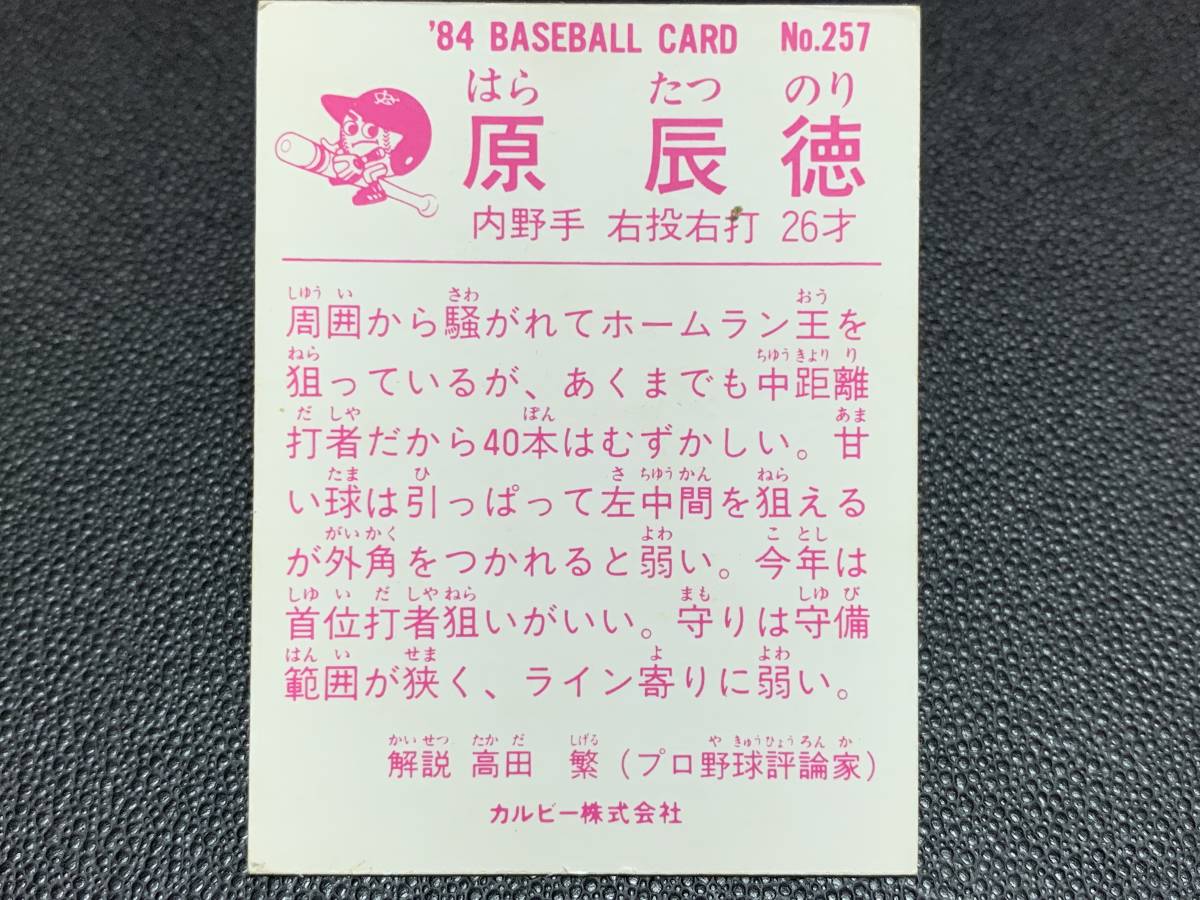 '84 BASEBALL CARD No.257
はら たつ のり
原 辰 徳
内野手 右投右打 26才
しゆう い さわ おう
周囲から騒がれてホームラン王を
ねら ちゆう きより り
狙っているが、あくまでも中距離
だ しや ぽん あま
打者だから40本はむずかしい。甘
たま ひ さ ちゆう かん ねら
い球は引っぱって左中間を狙える
がい かく よわ こ とし
が外角をつかれると弱い。今年は
しゆ い だ しや ねら まも しゆ び
首位打者狙いがいい。守りは守備
はん い せま よ よわ
範囲が狭く、ライン寄りに弱い。
かい せつ たか だ しげる や きゅう ひょう ろん か
解説 高田 繁(プロ野球評論家)
カルビー株式会社